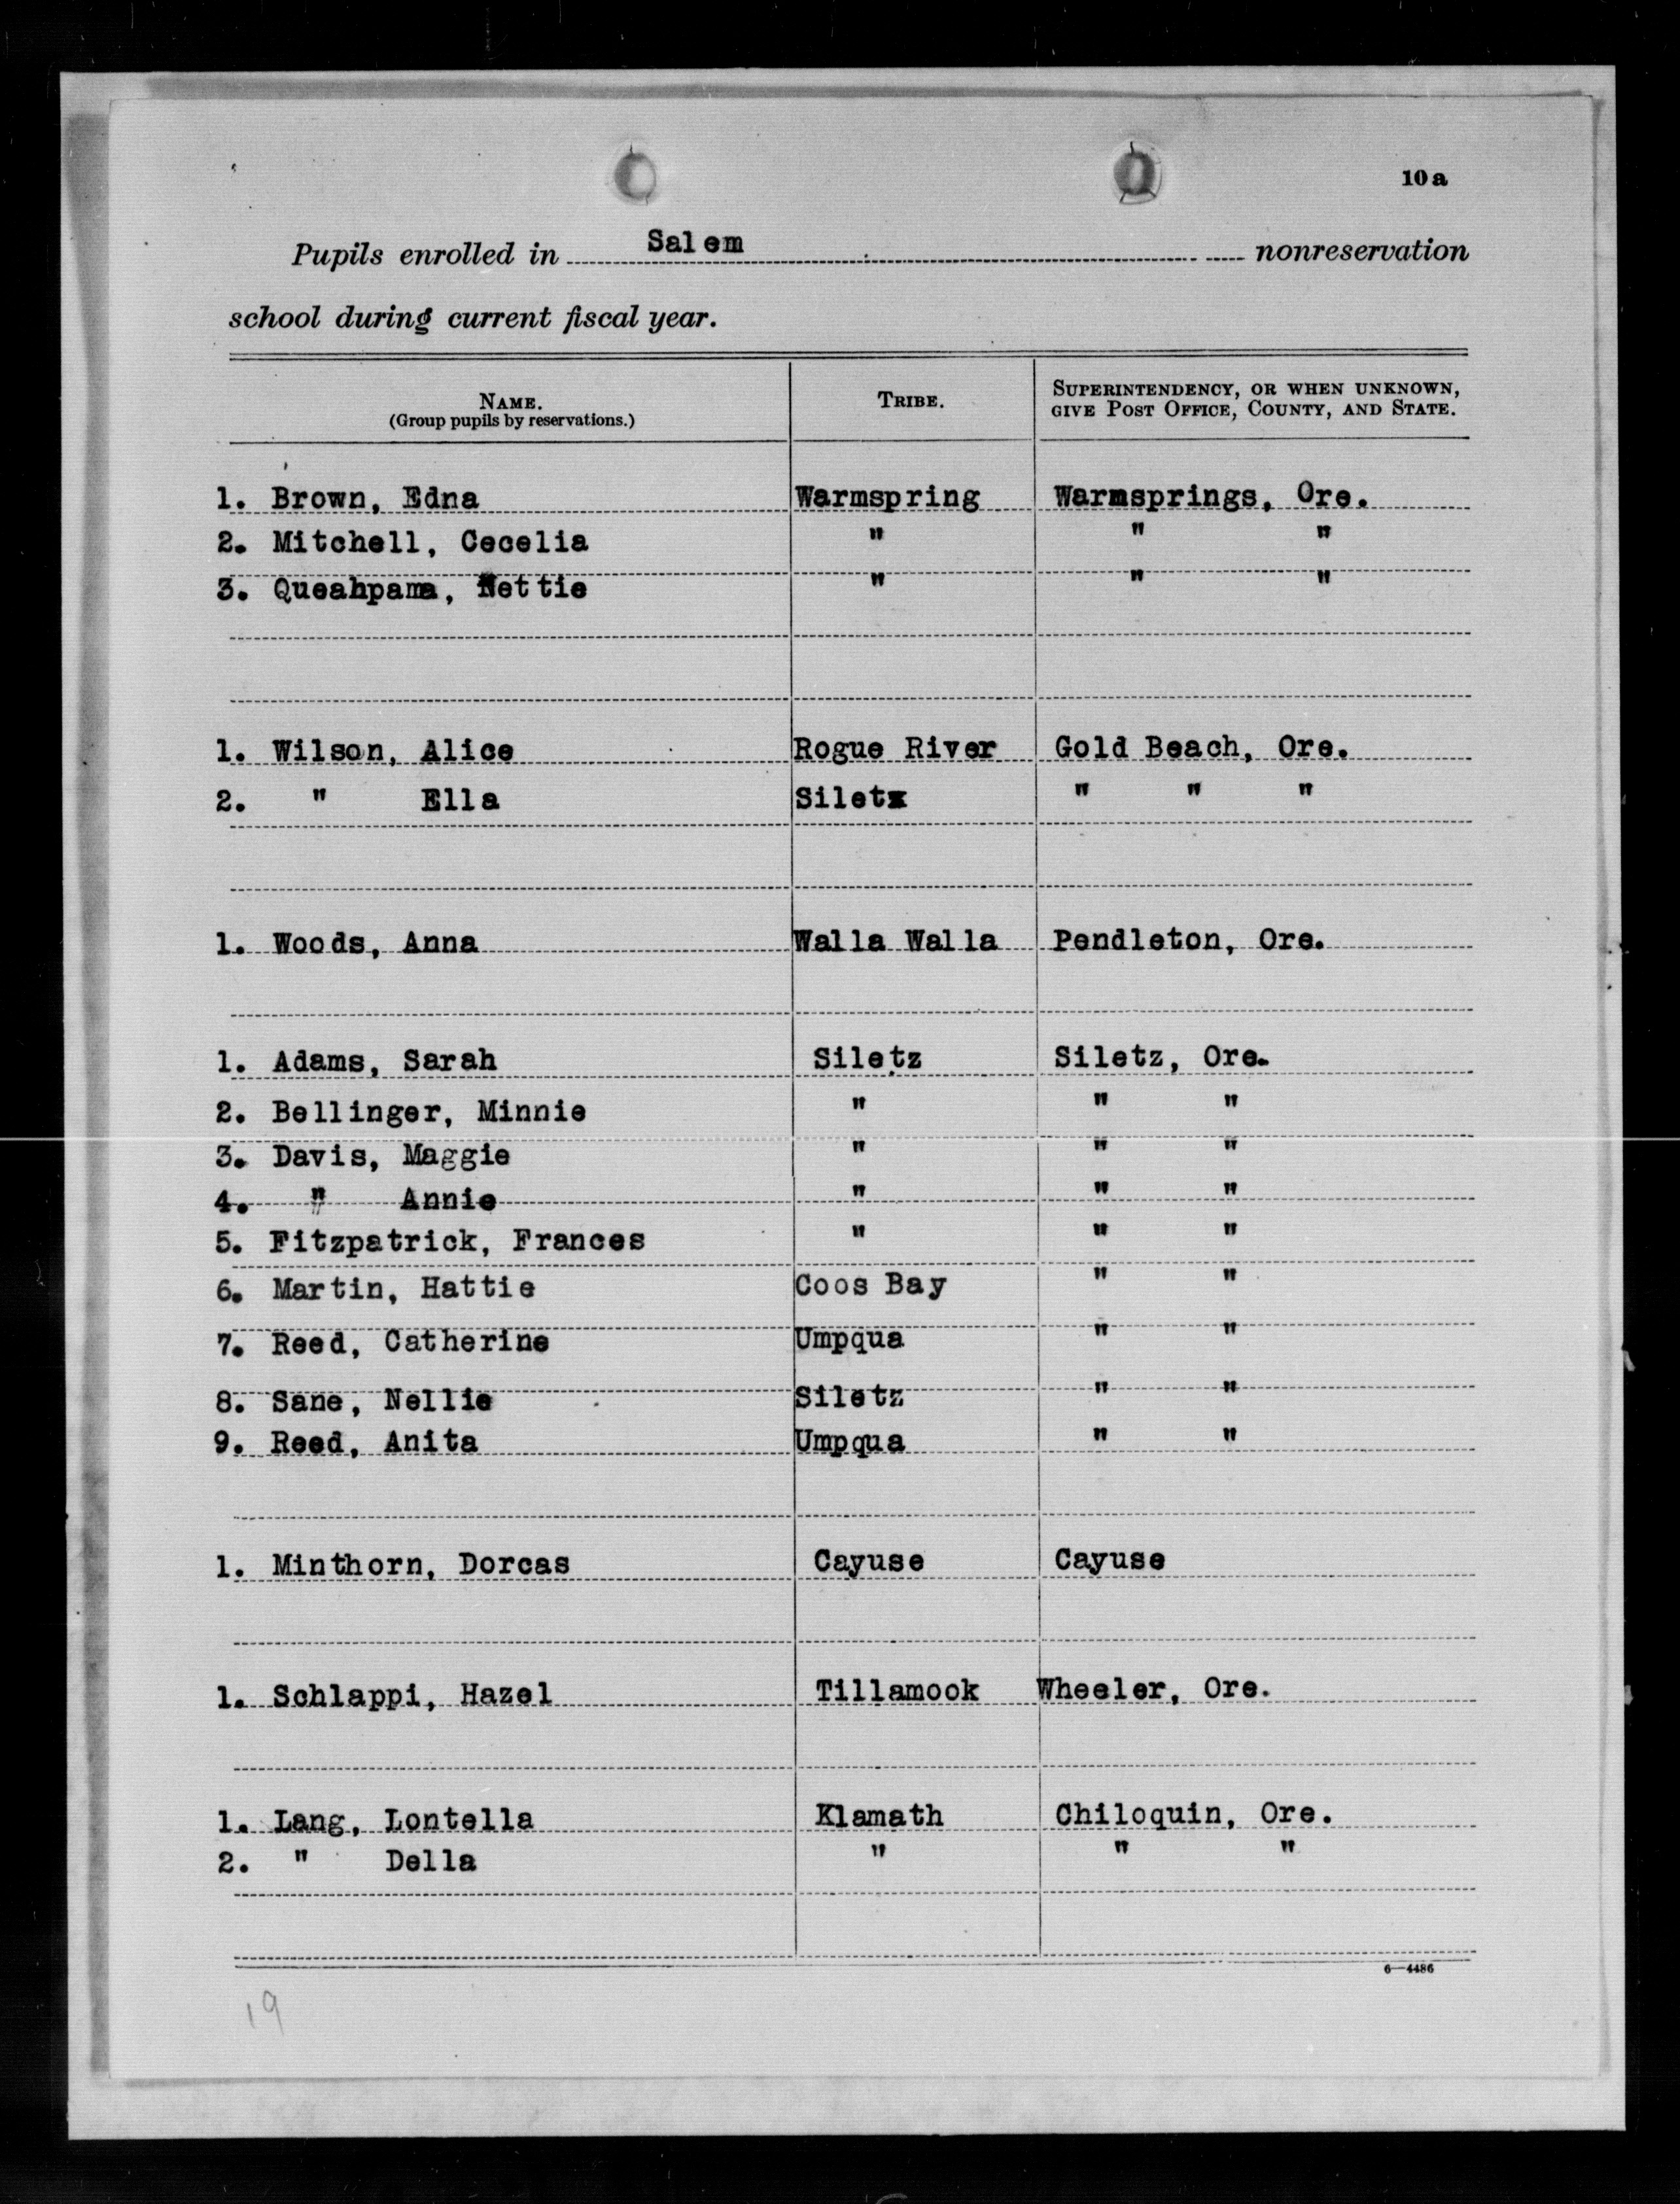 10a
Pupils enrolled in Salem nonreservation
school during current fiscal year.
NAME. TRIBE. SUPERINTENDENCY, OR WHEN UNKNOWN,
(Group pupils by reservations.) GIVE POST OFFICE, COUNTY, AND STATE.
1. Brown, Edna Warmspring Warmsprings, Ore.
2. Mitchell, Cecelia " " "
3. Queahpama, Nettie " " "
1. Wilson, Alice Rogue River Gold Beach, Ore.
2. " Ella Siletz " " "
1. Woods, Anna Walla Walla Pendleton, Ore.
1. Adams, Sarah Siletz Siletz, Ore.
2. Bellinger, Minnie " " "
3. Davis, Maggie " " "
4. " Annie " " "
5. Fitzpatrick, Frances " " "
6. Martin, Hattie Coos Bay " "
7. Reed, Catherine Umpqua " "
8. Sane, Nellie Siletz " "
9. Reed, Anita Umpqua " "
1. Minthorn, Dorcas Cayuse Cayuse
1. Schlappi, Hazel Tillamook Wheeler, Ore.
1. Lang, Lontella Klamath Chiloquin, Ore.
2. " Della " " "
6—4486
19